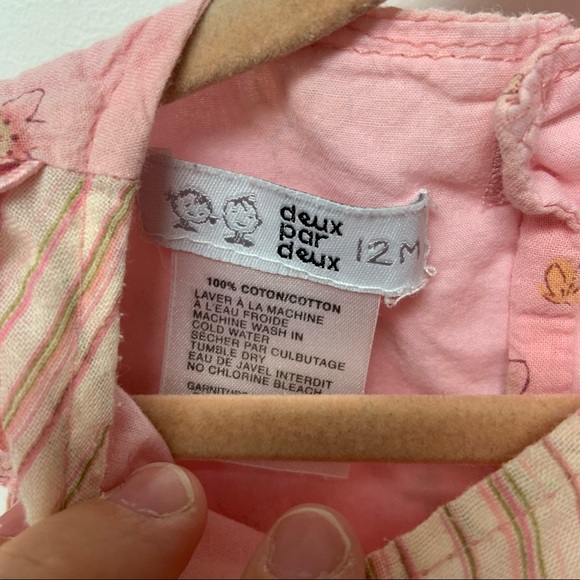 deux
par
deux
12 M
100% COTON/COTTON
LAVER À LA MACHINE
À L'EAU FROIDE
MACHINE WASH IN
COLD WATER
SÉCHER PAR CULBUTAGE
TUMBLE DRY
EAU DE JAVEL INTERDIT
NO CHLORINE BLEACH